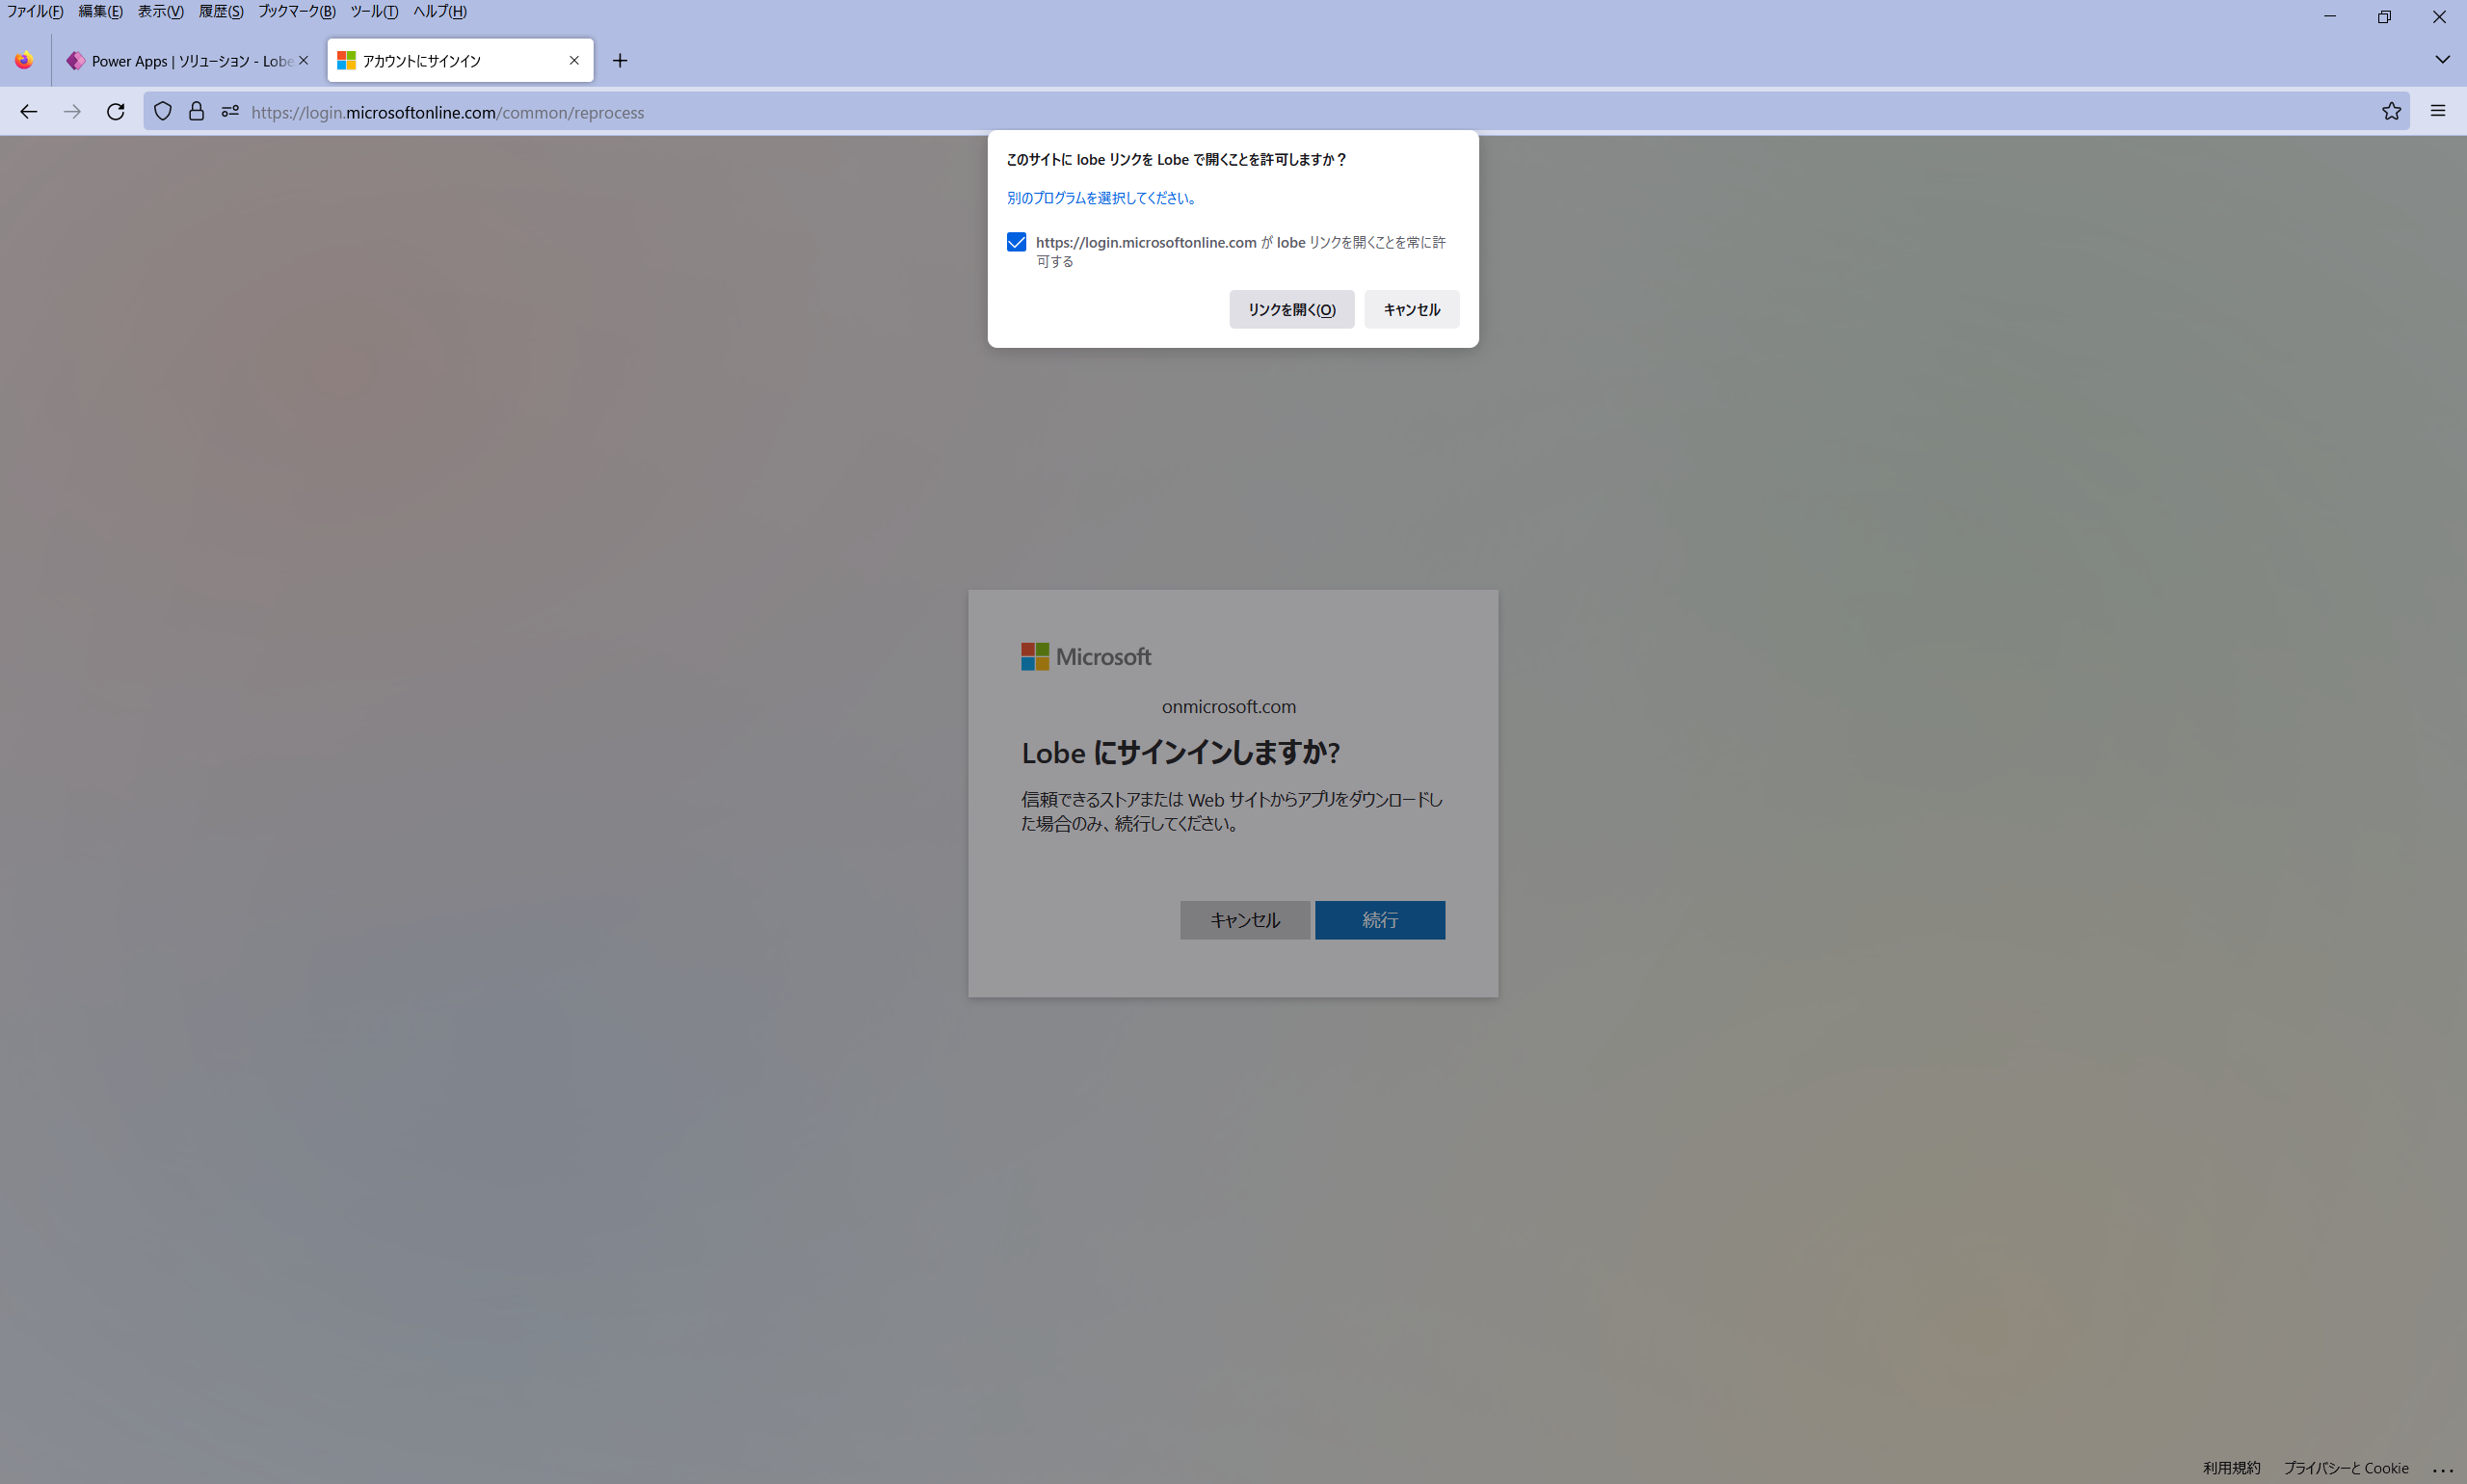 ファイル(F) 編集(E) 表示(V) 履歴(S) ブックマーク(B) ツール(T) ヘルプ(H)
Power Apps | ソリューション - Lobe
アカウントにサインイン
https://login.microsoftonline.com/common/reprocess
このサイトに lobe リンクを Lobe で開くことを許可しますか？
別のプログラムを選択してください。
https://login.microsoftonline.com が lobe リンクを開くことを常に許
可する
リンクを開く(O) キャンセル
Microsoft
onmicrosoft.com
Lobe にサインインしますか?
信頼できるストアまたは Web サイトからアプリをダウンロードし
た場合のみ、続行してください。
キャンセル 続行
利用規約 プライバシーと Cookie ...